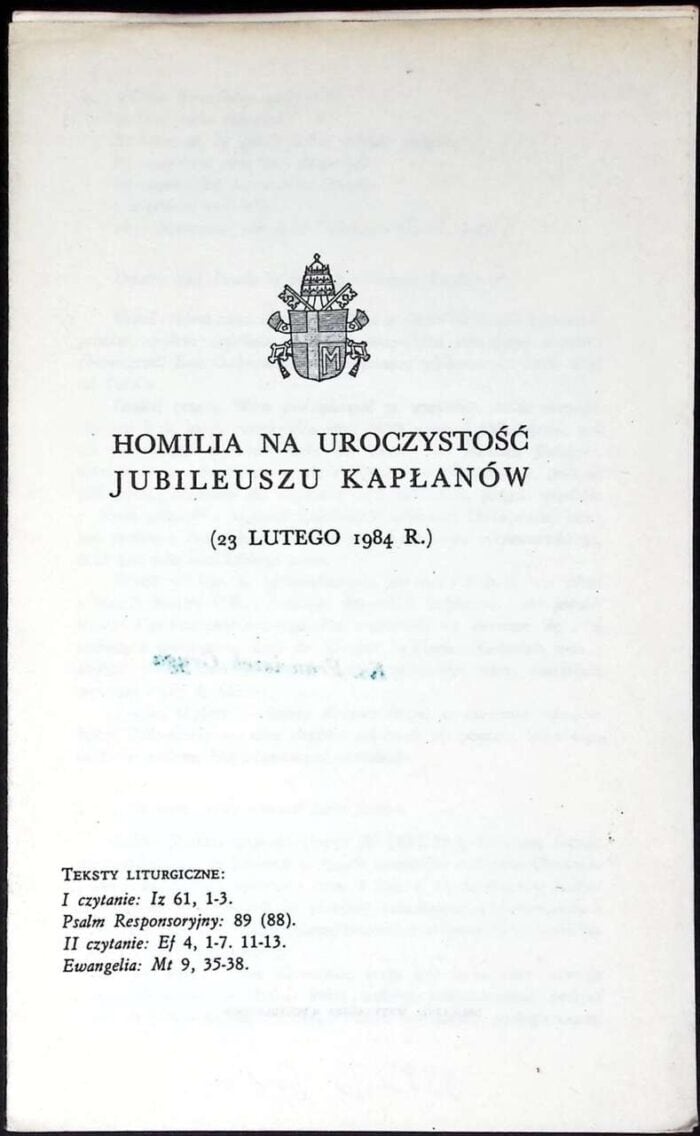 M
HOMILIA NA UROCZYSTOŚĆ
JUBILEUSZU KAPŁANÓW
(23 LUTEGO 1984 R.)
TEKSTY LITURGICZNE:
I czytanie: Iz 61, 1-3.
Psalm Responsoryjny: 89 (88).
II czytanie: Ef 4, 1-7. 11-13.
Ewangelia: Mt 9, 35-38.